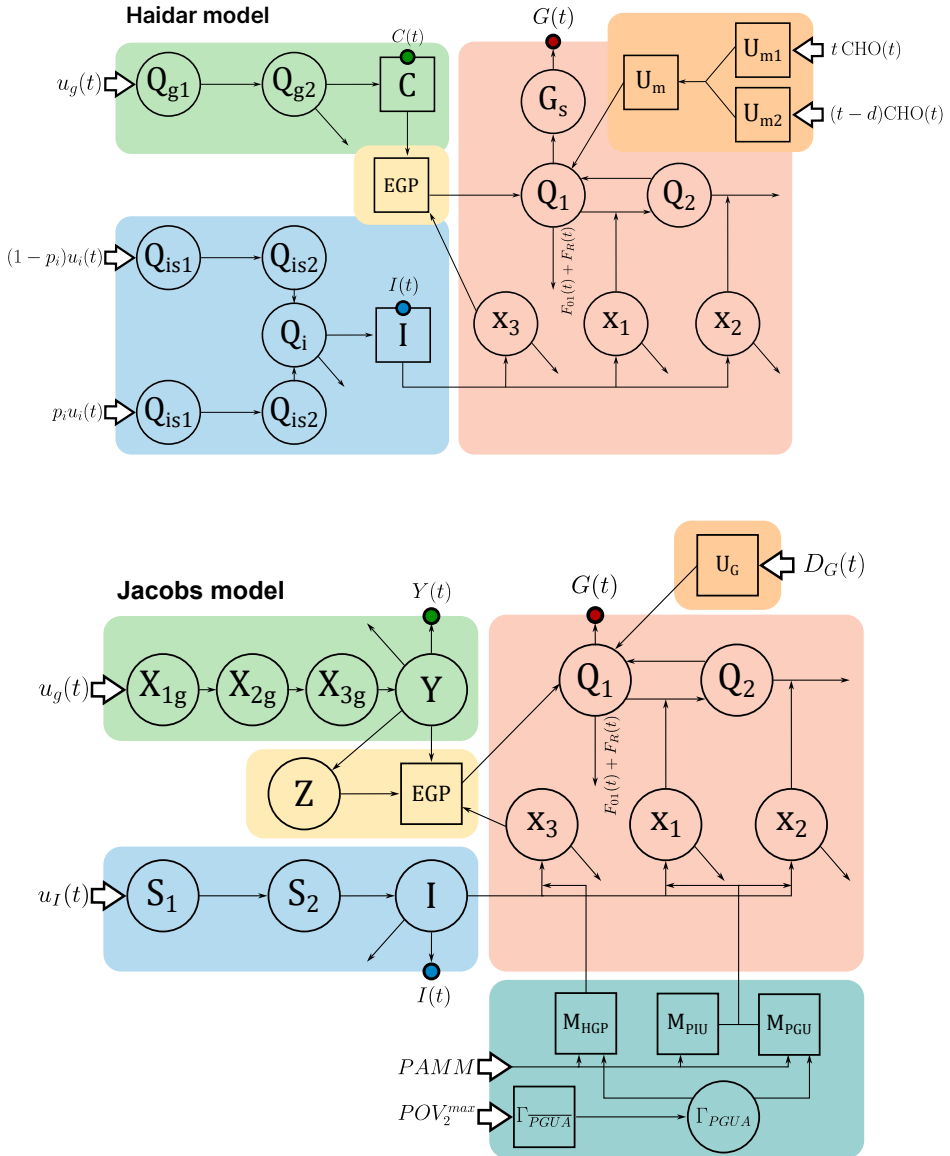 Haidar model
G(t)
C(t)
u_g(t)
Q_g1
Q_g2
C
G_s
U_m
U_m1
t CHO(t)
U_m2
(t − d)CHO(t)
EGP
Q_1
Q_2
F_01(t) + F_R(t)
(1 − p_i)u_i(t)
Q_is1
Q_is2
I(t)
Q_i
I
x_3
x_1
x_2
p_i u_i(t)
Q_is1
Q_is2
Jacobs model
Y(t)
G(t)
U_G
D_G(t)
u_g(t)
X_1g
X_2g
X_3g
Y
Q_1
Q_2
F_01(t) + F_R(t)
Z
EGP
x_3
x_1
x_2
u_I(t)
S_1
S_2
I
I(t)
M_HGP
M_PIU
M_PGU
PAMM
POV_2^max
Γ_P̅G̅U̅A̅
Γ_PGUA